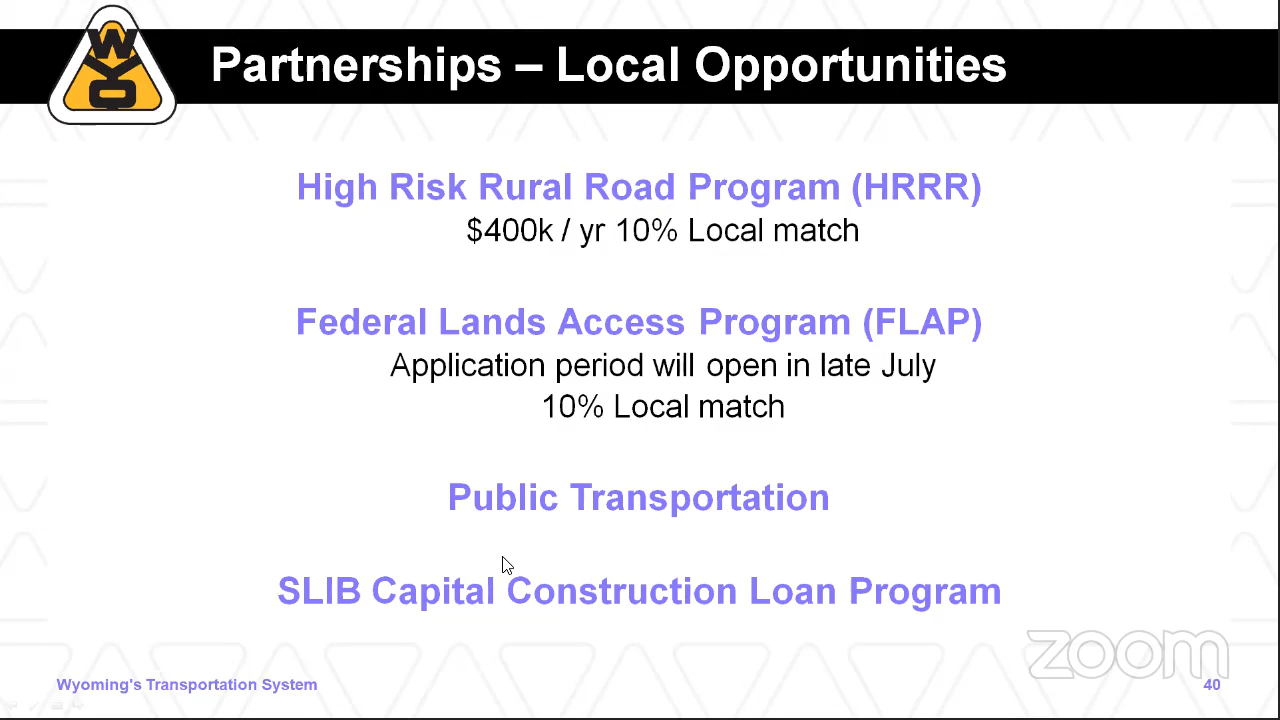 WYO
Partnerships – Local Opportunities
High Risk Rural Road Program (HRRR)
$400k / yr 10% Local match
Federal Lands Access Program (FLAP)
Application period will open in late July
10% Local match
Public Transportation
SLIB Capital Construction Loan Program
zoom
Wyoming's Transportation System
40